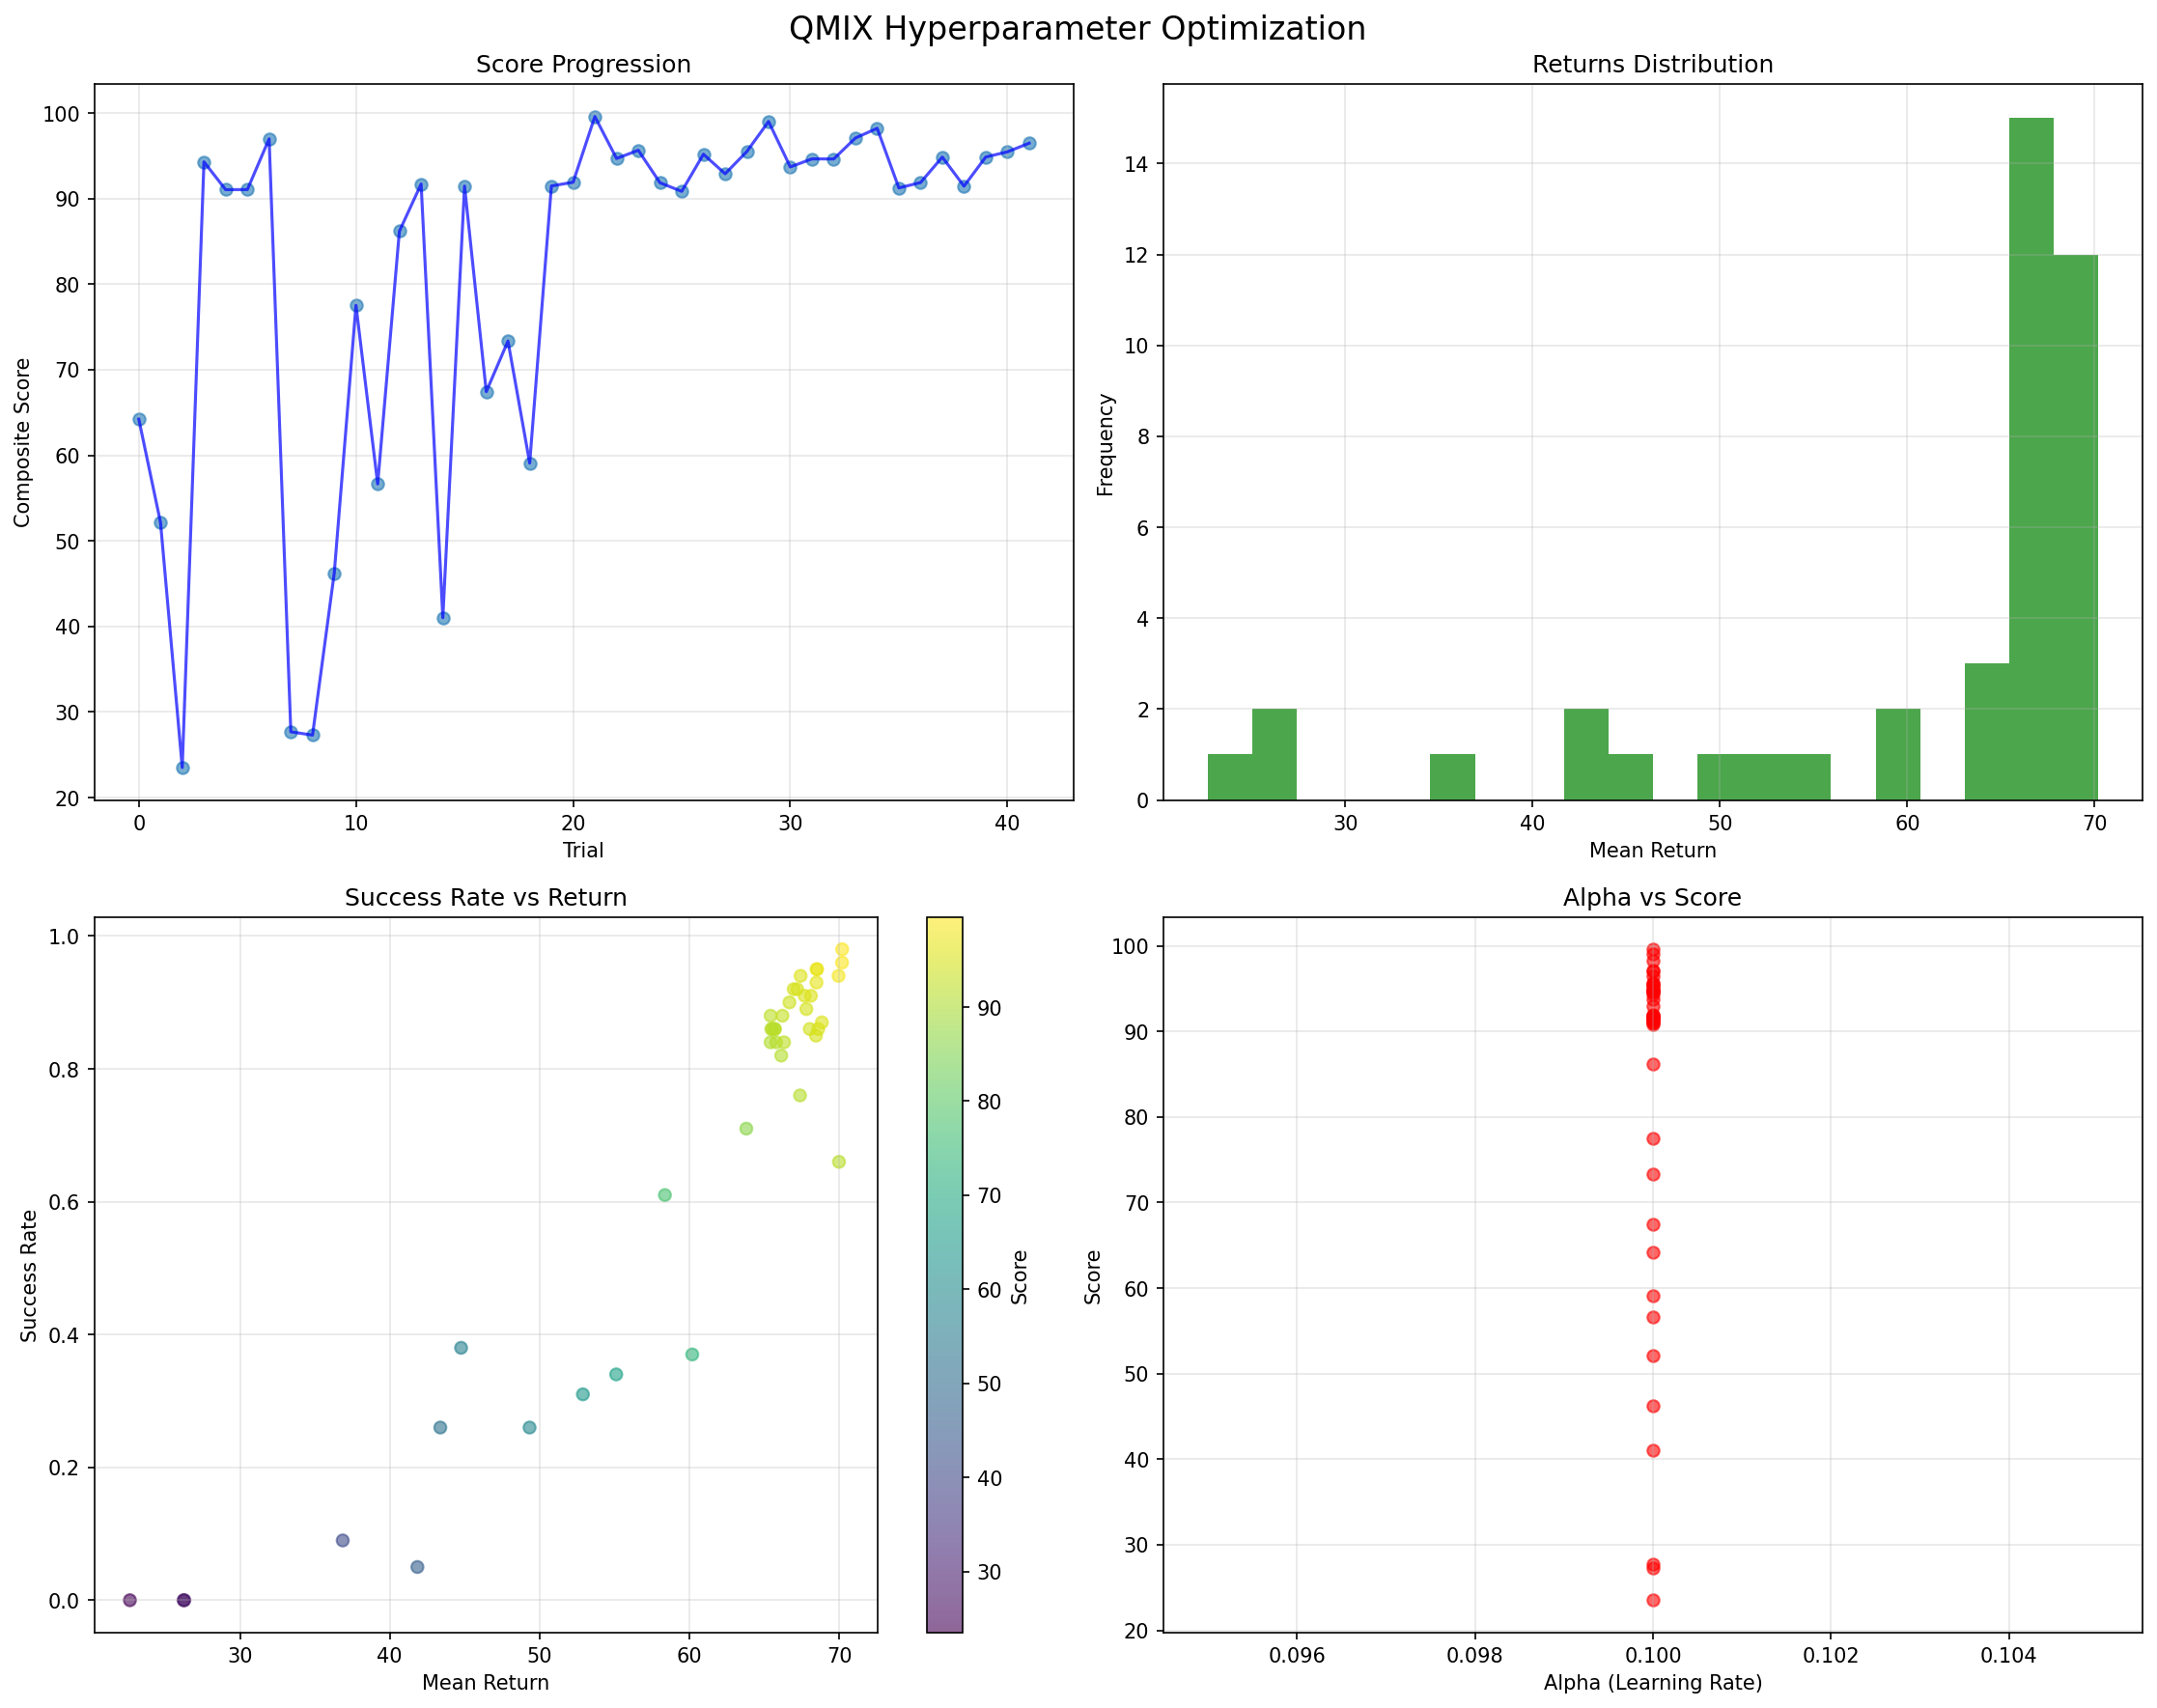 QMIX Hyperparameter Optimization
Score Progression
100
90
80
70
60
50
40
30
20
Composite Score
0 10 20 30 40
Trial
Returns Distribution
14
12
10
8
6
4
2
0
Frequency
30 40 50 60 70
Mean Return
Success Rate vs Return
1.0
0.8
0.6
0.4
0.2
0.0
Success Rate
30 40 50 60 70
Mean Return
90
80
70
60
50
40
30
Score
Alpha vs Score
100
90
80
70
60
50
40
30
20
Score
0.096 0.098 0.100 0.102 0.104
Alpha (Learning Rate)